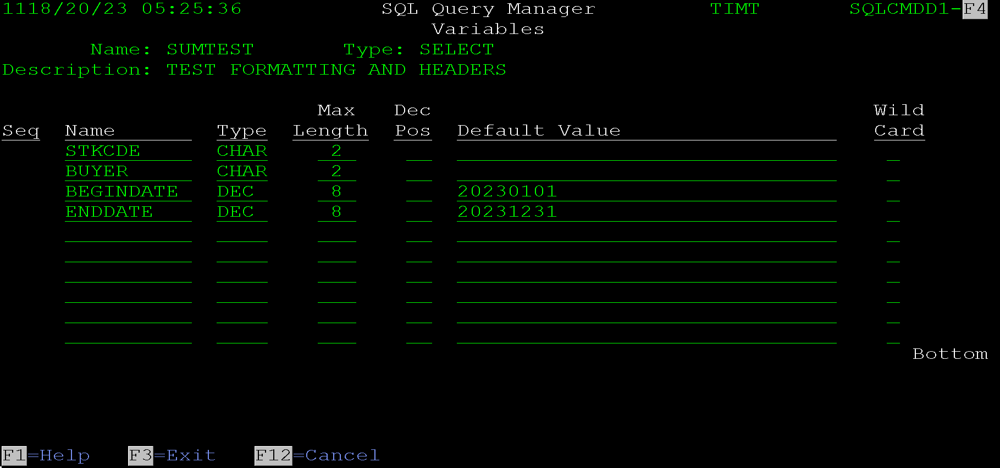 1118/20/23 05:25:36 SQL Query Manager TIMT SQLCMDD1-F4
Variables
Name: SUMTEST Type: SELECT
Description: TEST FORMATTING AND HEADERS
Max Dec Wild
Seq Name Type Length Pos Default Value Card
STKCDE CHAR 2
BUYER CHAR 2
BEGINDATE DEC 8 20230101
ENDDATE DEC 8 20231231
Bottom
F1=Help F3=Exit F12=Cancel